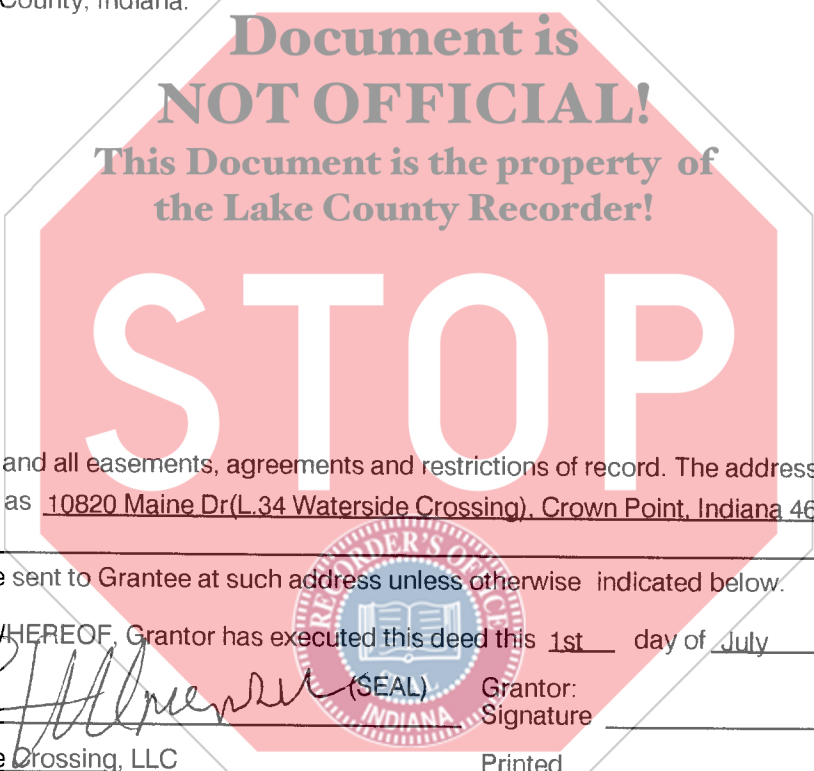 County, Indiana.
Document is
NOT OFFICIAL!
This Document is the property of
the Lake County Recorder!
STOP
and all easements, agreements and restrictions of record. The address
as 10820 Maine Dr(L.34 Waterside Crossing), Crown Point, Indiana 46
RECORDER'S OFFICE
e sent to Grantee at such address unless otherwise indicated below.
HEREOF, Grantor has executed this deed this 1st day of July
(SEAL) Grantor:
Signature
INDIANA
e Crossing, LLC Printed